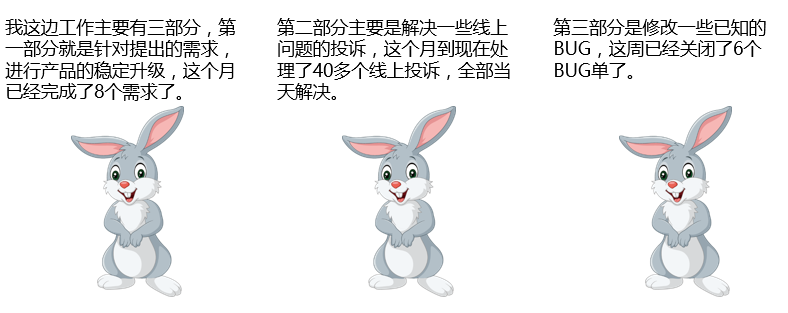 我这边工作主要有三部分，第
一部分就是针对提出的需求，
进行产品的稳定升级，这个月
已经完成了8个需求了。
第二部分主要是解决一些线上
问题的投诉，这个月到现在处
理了40多个线上投诉，全部当
天解决。
第三部分是修改一些已知的
BUG，这周已经关闭了6个
BUG单了。